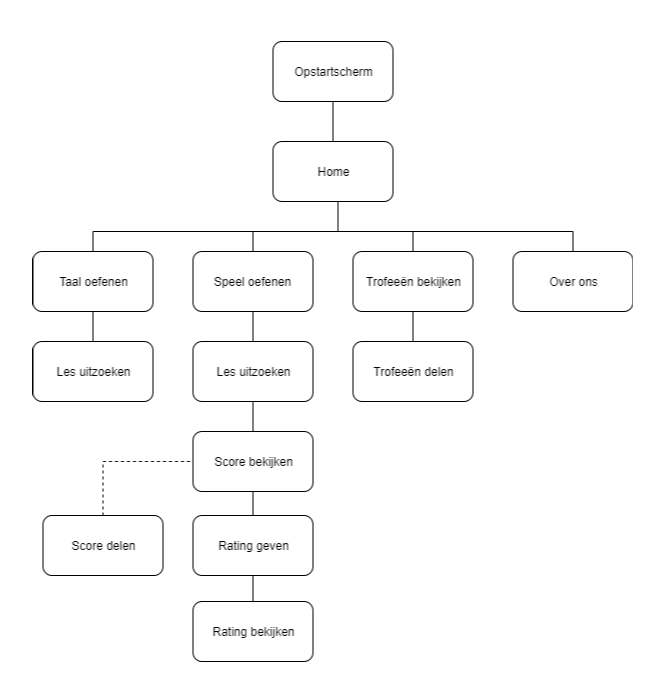 Opstartscherm
Home
Taal oefenen
Speel oefenen
Trofeeën bekijken
Over ons
Les uitzoeken
Les uitzoeken
Trofeeën delen
Score bekijken
Score delen
Rating geven
Rating bekijken